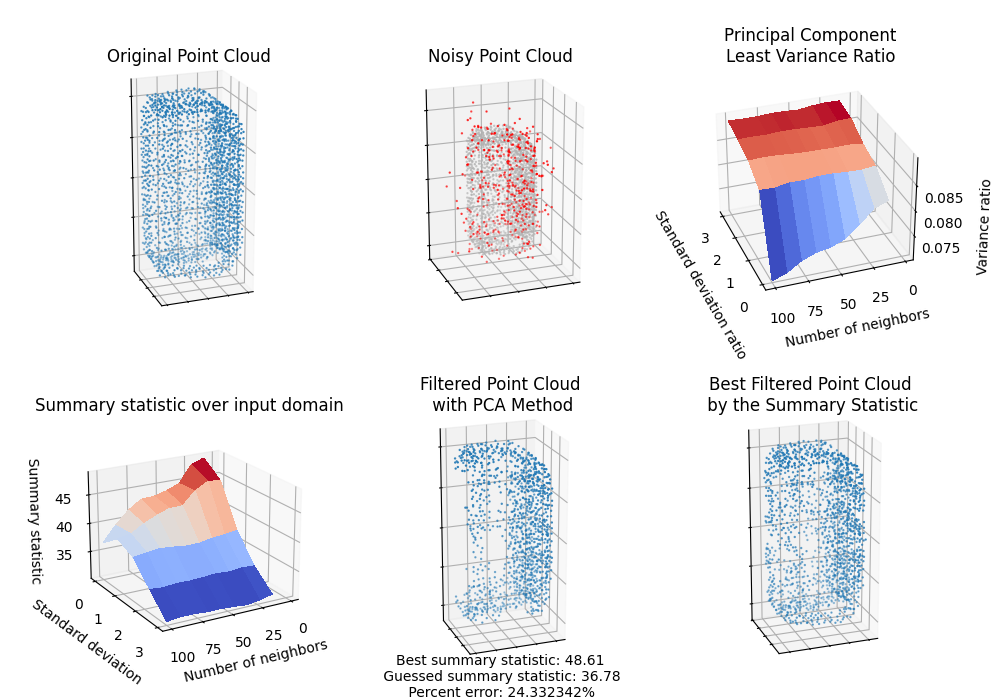 Original Point Cloud
Noisy Point Cloud
Principal Component
Least Variance Ratio
0.085
0.080
0.075
Variance ratio
3
2
1
0
Standard deviation ratio
100
75
50
25
0
Number of neighbors
Summary statistic over input domain
45
40
35
Summary statistic
0
1
2
3
Standard deviation
100
75
50
25
0
Number of neighbors
Filtered Point Cloud
with PCA Method
Best Filtered Point Cloud
by the Summary Statistic
Best summary statistic: 48.61
Guessed summary statistic: 36.78
Percent error: 24.332342%